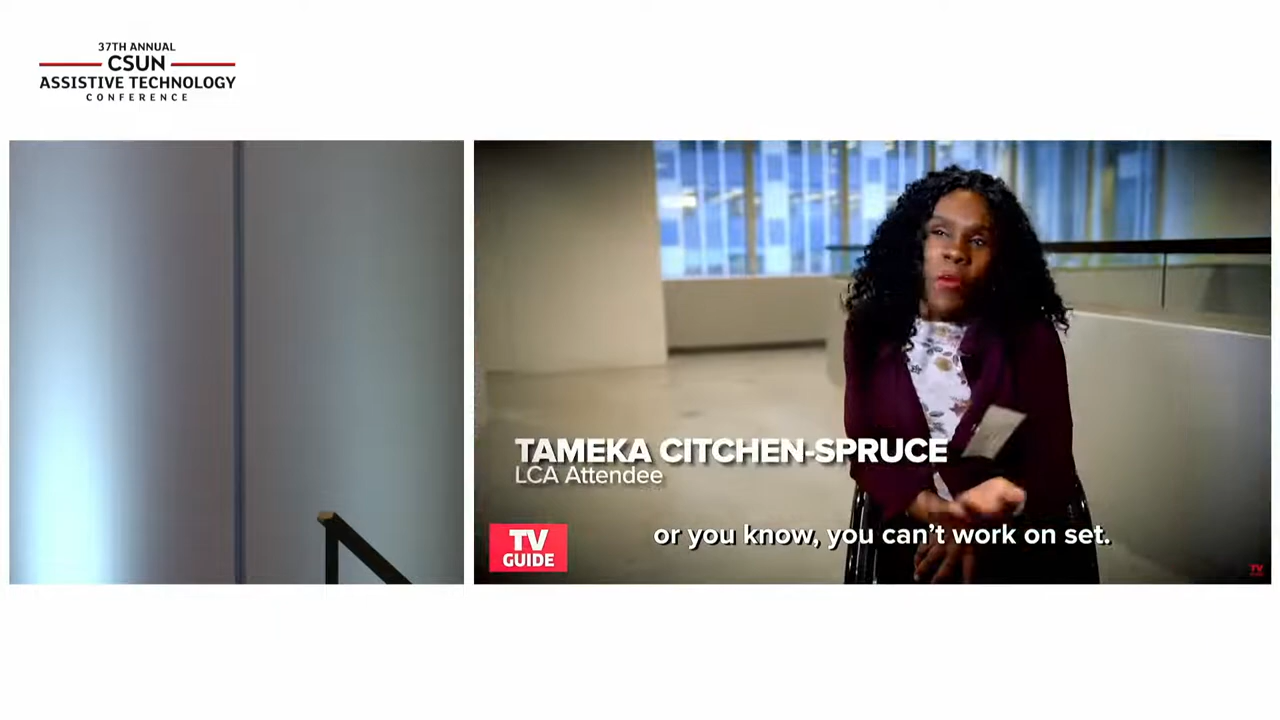 37TH ANNUAL
CSUN
ASSISTIVE TECHNOLOGY
CONFERENCE
TAMEKA CITCHEN-SPRUCE
LCA Attendee
or you know, you can't work on set.
TV
GUIDE
TV